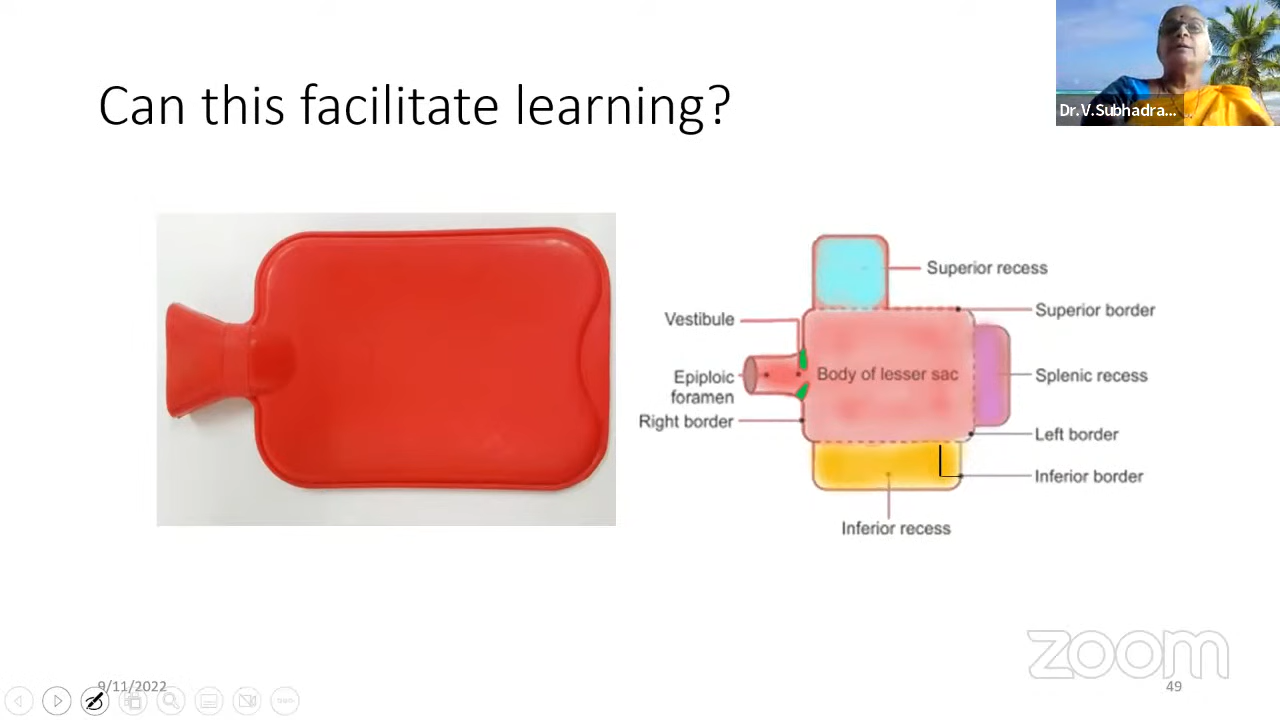 Can this facilitate learning?
Dr.V.Subhadra...
Superior recess
Superior border
Vestibule
Epiploic
foramen
Body of lesser sac
Splenic recess
Right border
Left border
Inferior border
Inferior recess
zoom
9/11/2022
49